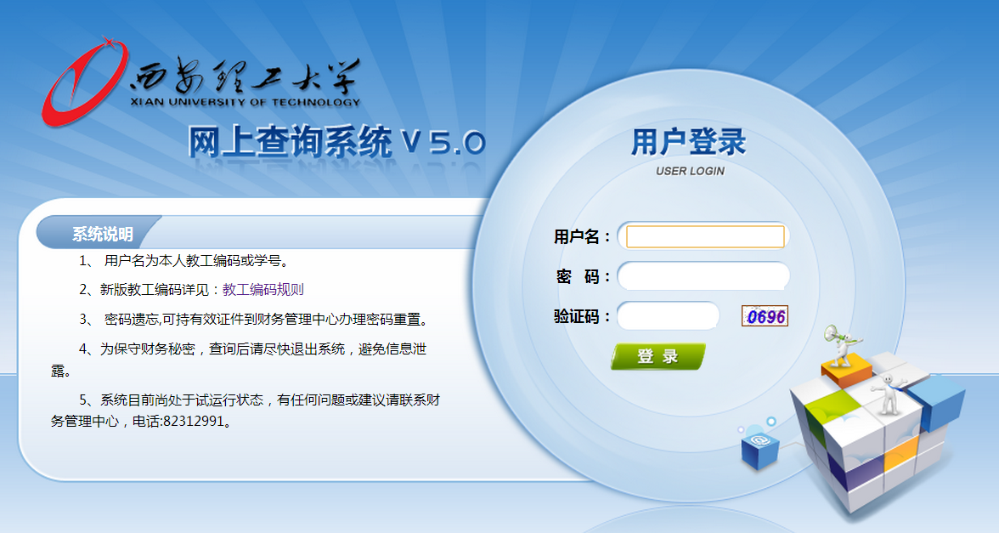 西安理工大学
XIAN UNIVERSITY OF TECHNOLOGY
网上查询系统 V 5.0
系统说明
1、 用户名为本人教工编码或学号。
2、新版教工编码详见：教工编码规则
3、 密码遗忘,可持有效证件到财务管理中心办理密码重置。
4、为保守财务秘密，查询后请尽快退出系统，避免信息泄
露。
5、系统目前尚处于试运行状态，有任何问题或建议请联系财
务管理中心，电话:82312991。
用户登录
USER LOGIN
用户名：
密 码：
验证码：
0696
登 录
@